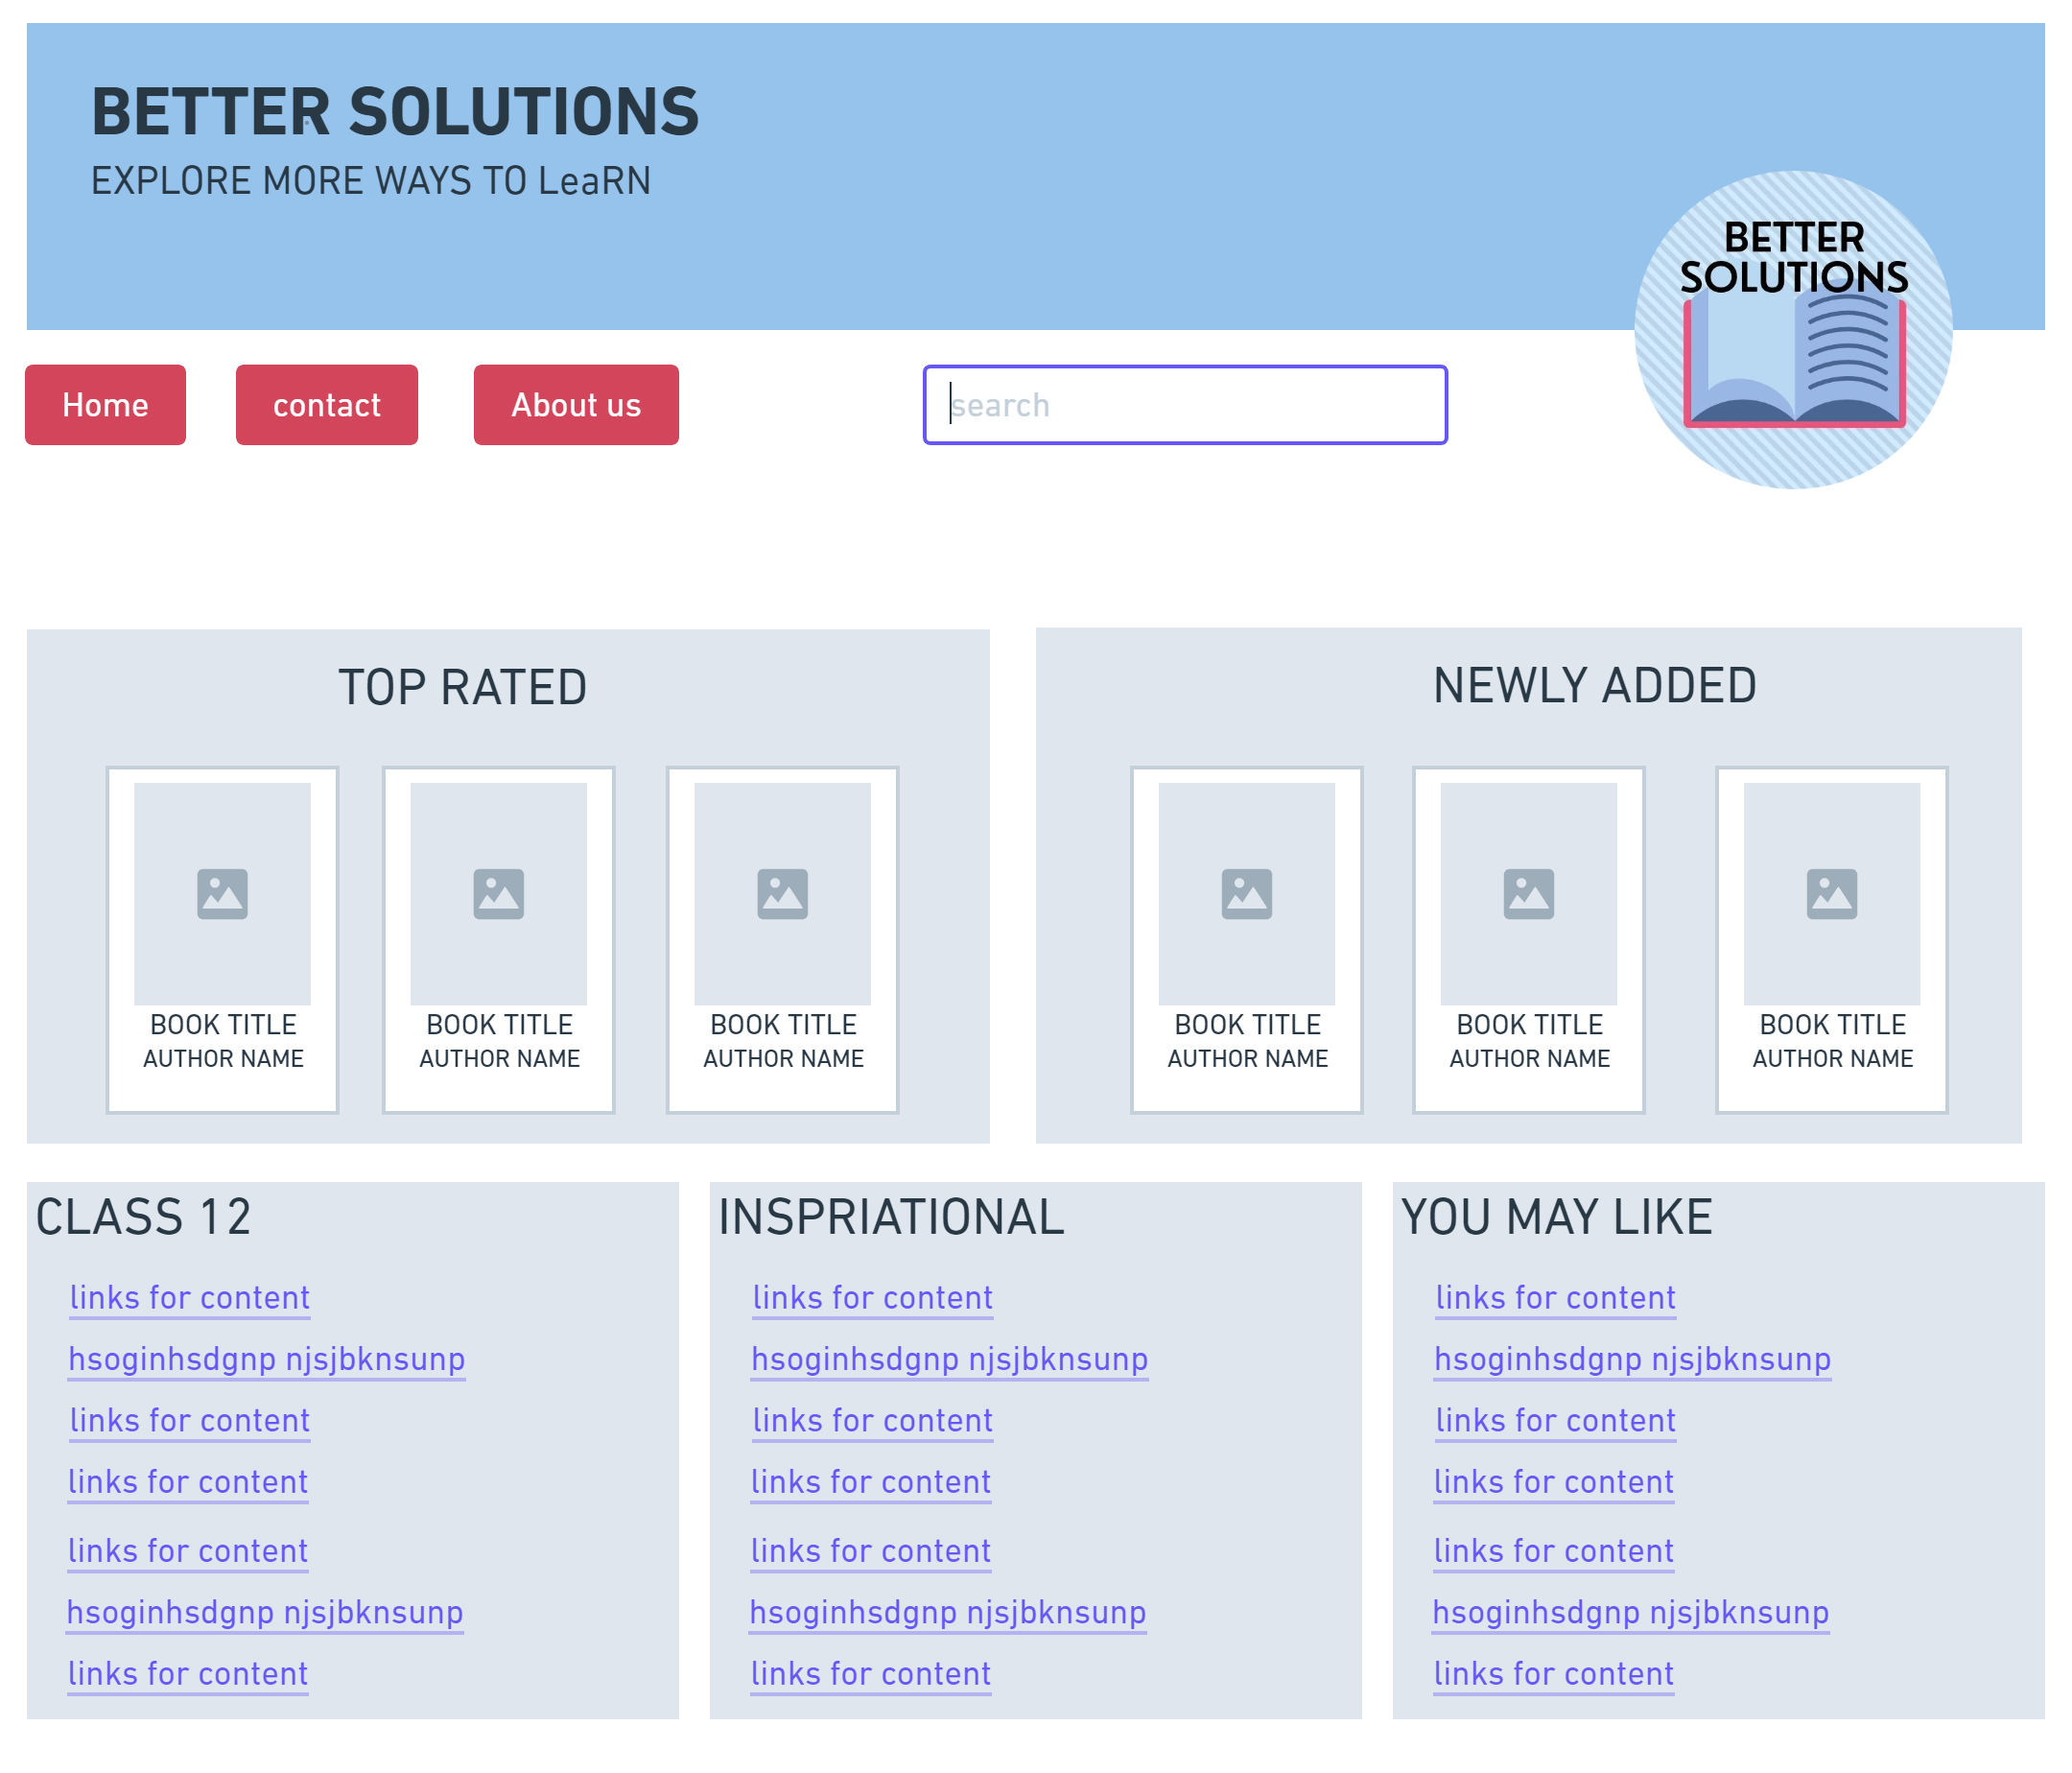 BETTER SOLUTIONS
EXPLORE MORE WAYS TO LeaRN
BETTER
SOLUTIONS
Home
contact
About us
search
TOP RATED
BOOK TITLE
AUTHOR NAME
BOOK TITLE
AUTHOR NAME
BOOK TITLE
AUTHOR NAME
NEWLY ADDED
BOOK TITLE
AUTHOR NAME
BOOK TITLE
AUTHOR NAME
BOOK TITLE
AUTHOR NAME
CLASS 12
links for content
hsoginhsdgnp njsjbknsunp
links for content
links for content
links for content
hsoginhsdgnp njsjbknsunp
links for content
INSPRIATIONAL
links for content
hsoginhsdgnp njsjbknsunp
links for content
links for content
links for content
hsoginhsdgnp njsjbknsunp
links for content
YOU MAY LIKE
links for content
hsoginhsdgnp njsjbknsunp
links for content
links for content
links for content
hsoginhsdgnp njsjbknsunp
links for content